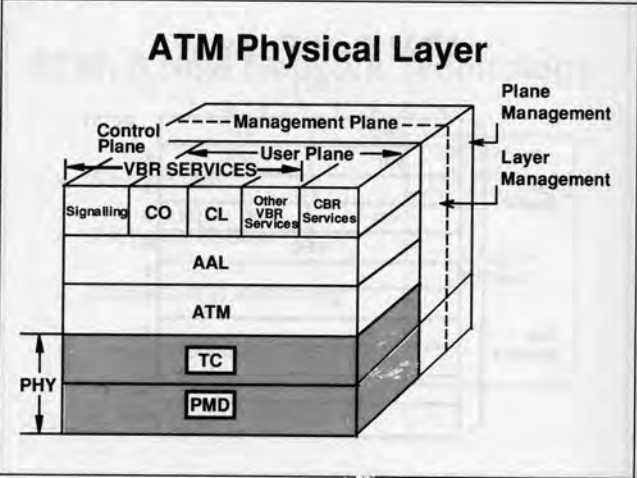 ATM Physical Layer
Plane
Management
Management Plane
Control
Plane
User Plane
Layer
Management
VBR SERVICES
Signalling
CO
CL
Other
VBR
Services
CBR
Services
AAL
ATM
PHY
TC
PMD